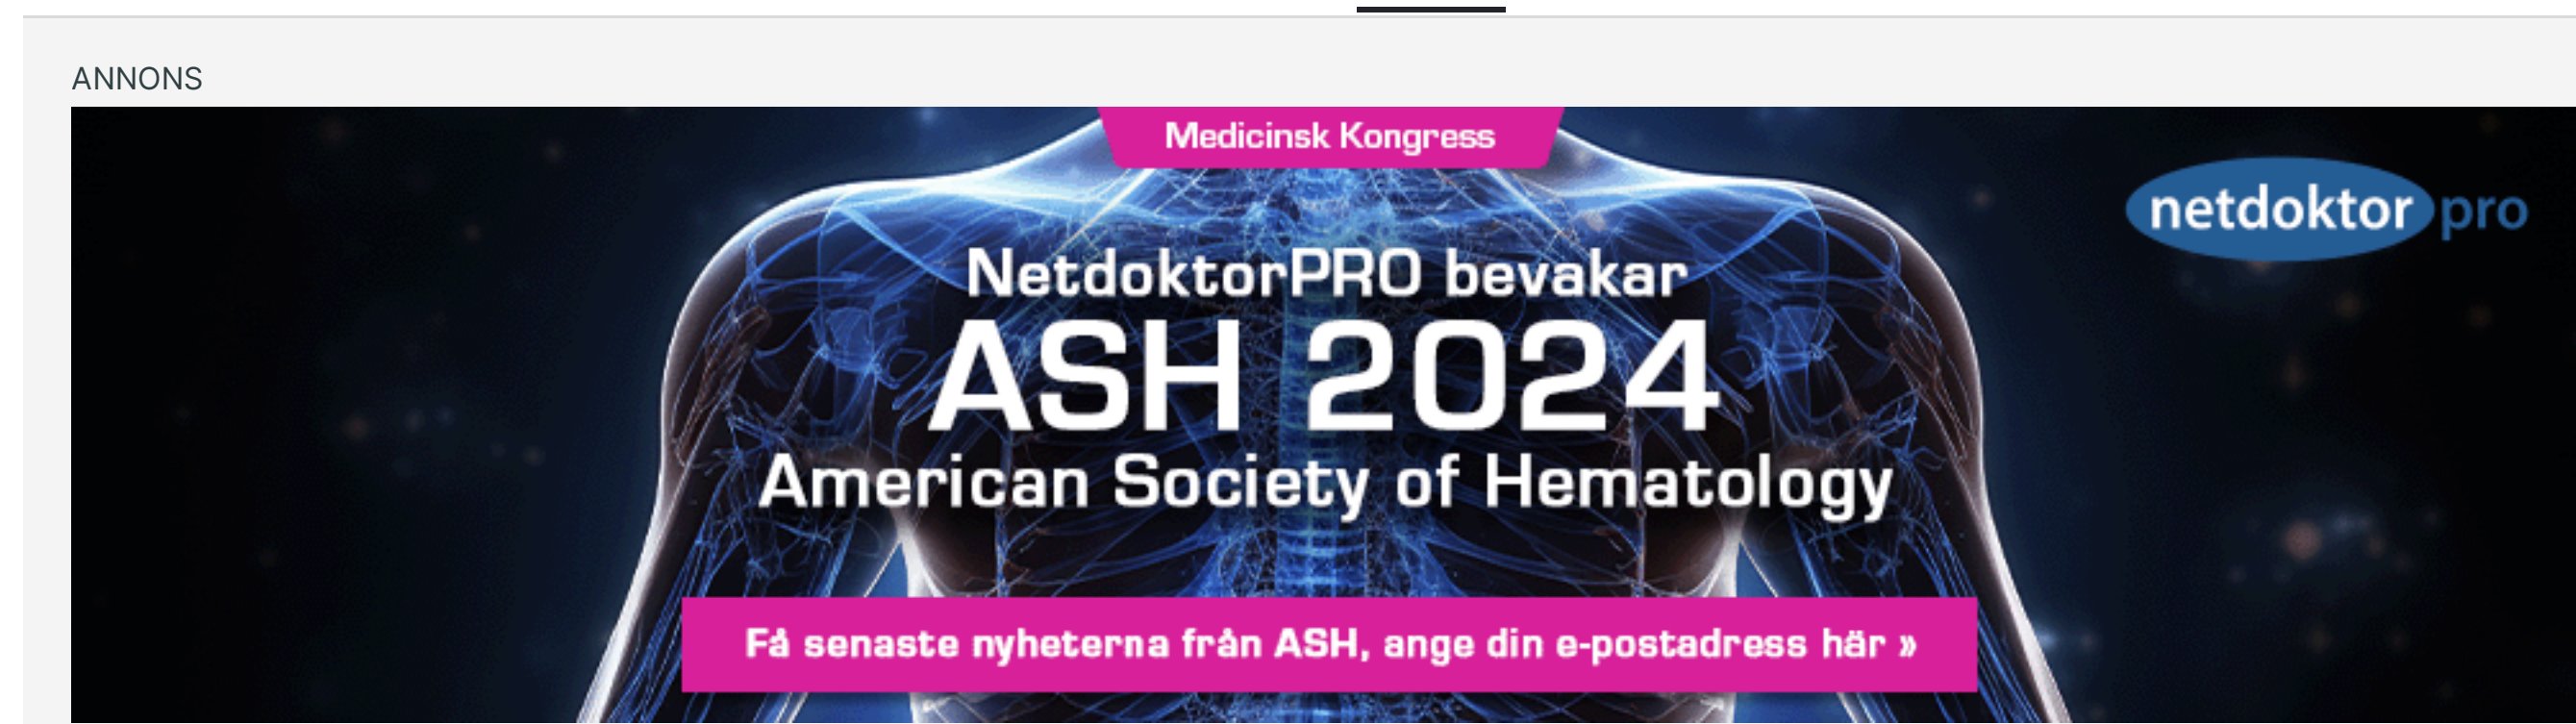 ANNONS
Medicinsk Kongress
netdoktor pro
NetdoktorPRO bevakar
ASH 2024
American Society of Hematology
Få senaste nyheterna från ASH, ange din e-postadress här »